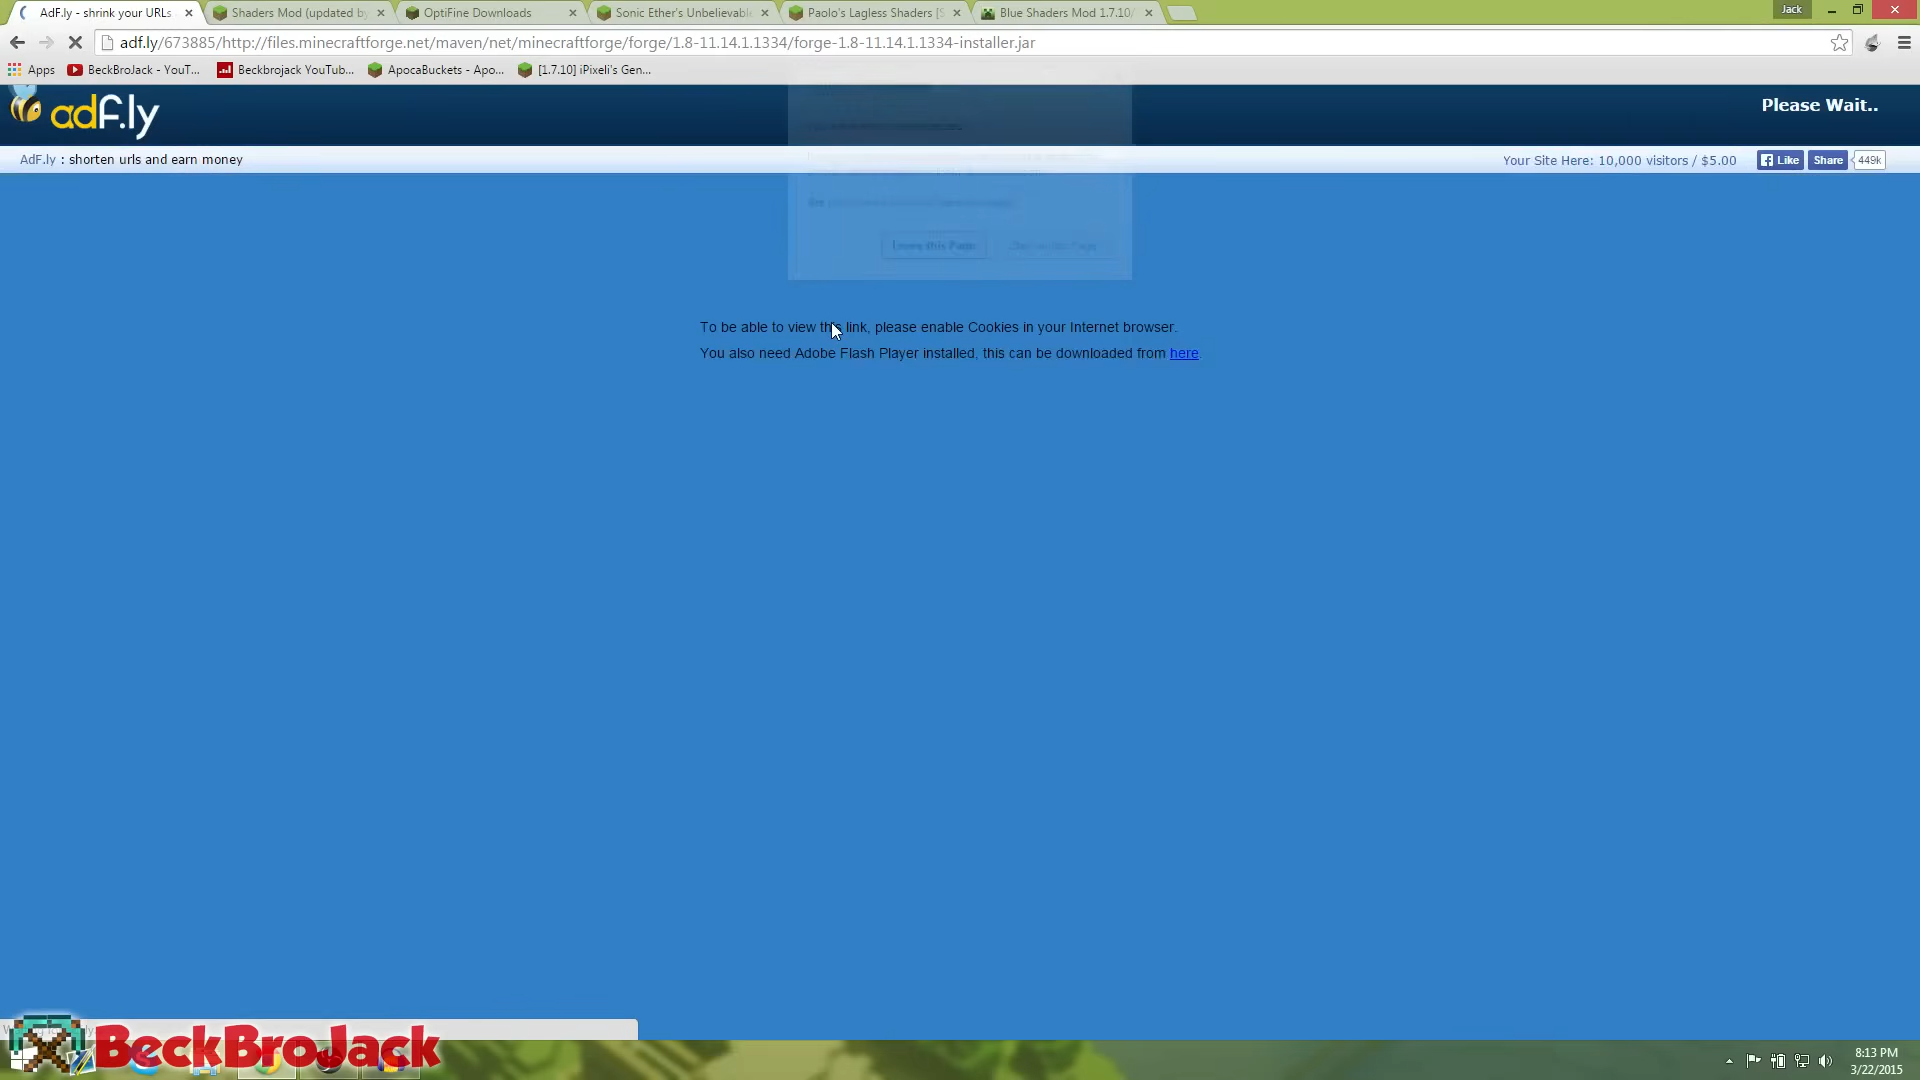 AdF.ly - shrink your URLs
Shaders Mod (updated by
OptiFine Downloads
Sonic Ether's Unbelievabl
Paolo's Lagless Shaders [S
Blue Shaders Mod 1.7.10/
Jack
adf.ly/673885/http://files.minecraftforge.net/maven/net/minecraftforge/forge/1.8-11.14.1.1334/forge-1.8-11.14.1.1334-installer.jar
Apps
BeckBroJack - YouT...
Beckbrojack YouTub...
ApocaBuckets - Apo...
[1.7.10] iPixeli's Gen...
adf.ly
Please Wait..
AdF.ly : shorten urls and earn money
Your Site Here: 10,000 visitors / $5.00
Like
Share
449k
Leave this Page
To be able to view this link, please enable Cookies in your Internet browser.
You also need Adobe Flash Player installed, this can be downloaded from here.
BeckBroJack
8:13 PM
3/22/2015